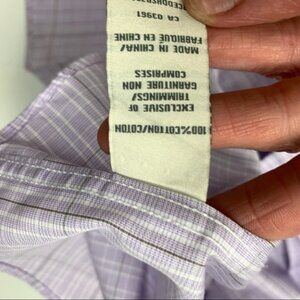 100% COTTON/COTON
EXCLUSIVE OF
TRIMMINGS/
GARNITURE NON
COMPRISES
MADE IN CHINA/
FABRIQUE EN CHINE
CA 03961